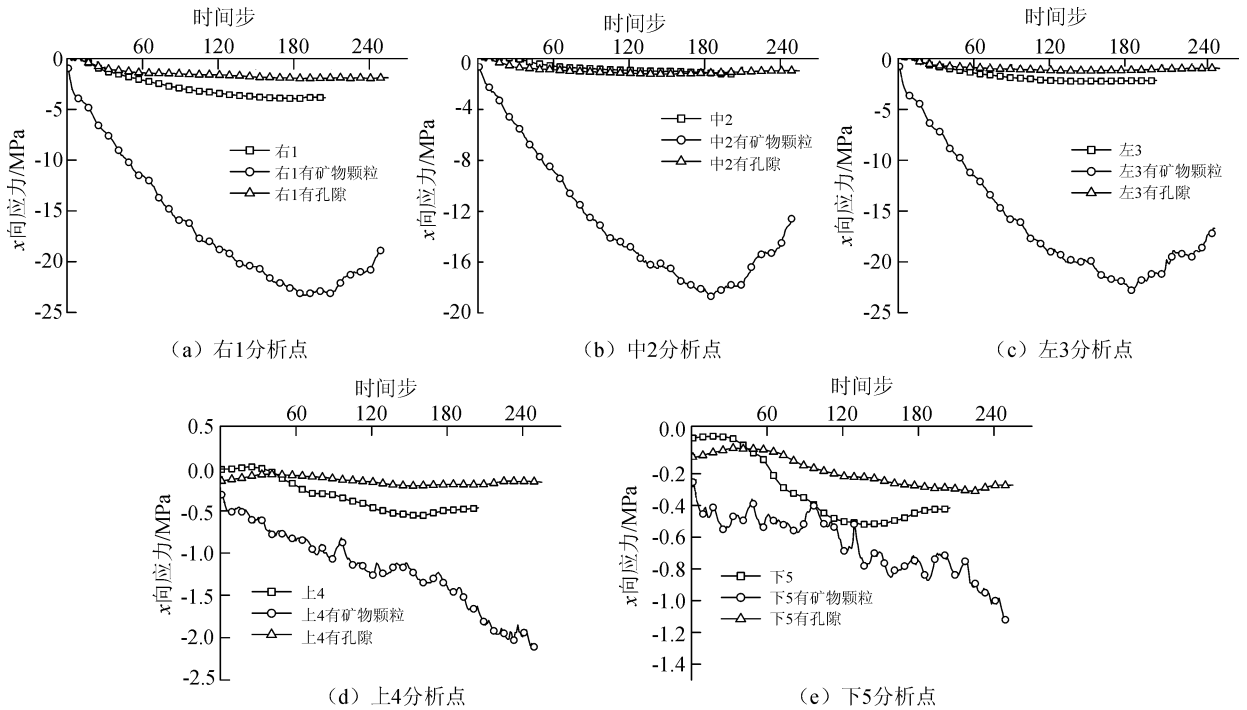 时间步
60 120 180 240
0
-5
-10
-15
-20
-25
x向应力/MPa
右1
右1有矿物颗粒
右1有孔隙
（a）右1分析点
时间步
60 120 180 240
0
-4
-8
-12
-16
-20
x向应力/MPa
中2
中2有矿物颗粒
中2有孔隙
（b）中2分析点
时间步
60 120 180 240
0
-5
-10
-15
-20
-25
x向应力/MPa
左3
左3有矿物颗粒
左3有孔隙
（c）左3分析点
时间步
60 120 180 240
0.5
0.0
-0.5
-1.0
-1.5
-2.0
-2.5
x向应力/MPa
上4
上4有矿物颗粒
上4有孔隙
（d）上4分析点
时间步
60 120 180 240
0.0
-0.2
-0.4
-0.6
-0.8
-1.0
-1.2
-1.4
x向应力/MPa
下5
下5有矿物颗粒
下5有孔隙
（e）下5分析点